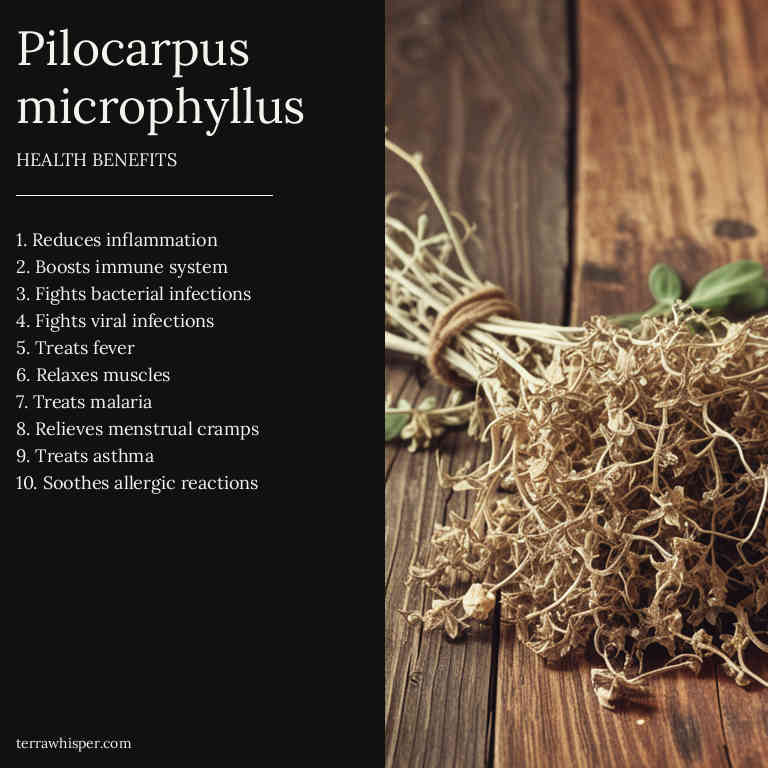 Pilocarpus
microphyllus
HEALTH BENEFITS
1. Reduces inflammation
2. Boosts immune system
3. Fights bacterial infections
4. Fights viral infections
5. Treats fever
6. Relaxes muscles
7. Treats malaria
8. Relieves menstrual cramps
9. Treats asthma
10. Soothes allergic reactions
terrawhisper.com